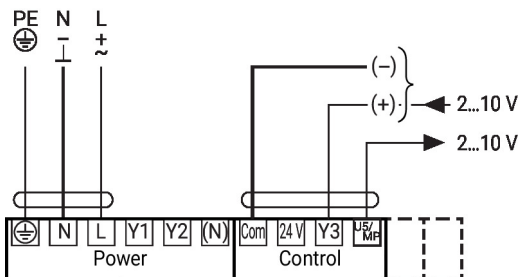 PE N L
– +
⊥ ~
(–)
(+) 2...10 V
2...10 V
N L Y1 Y2 (N) Com 24 V Y3 U5/MP
Power Control